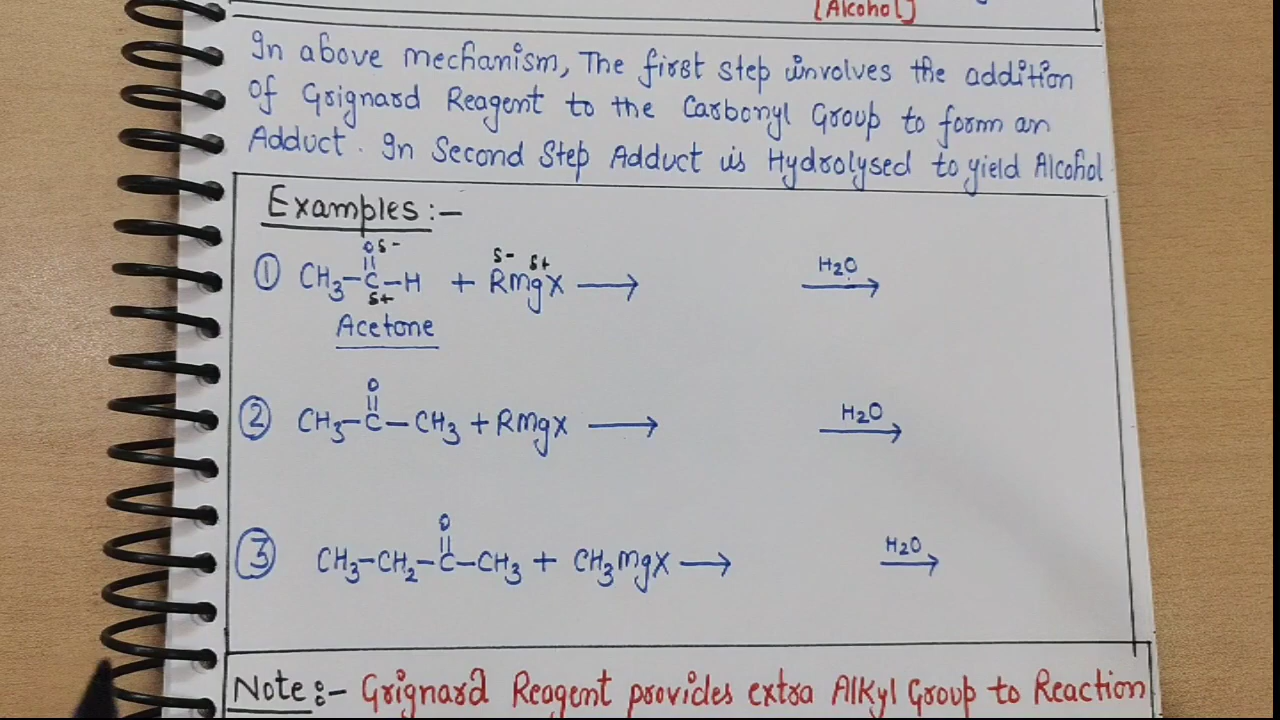 [Alcohol]
In above mechanism, The first step involves the addition
of Grignard Reagent to the Carbonyl Group to form an
Adduct. In Second Step Adduct is Hydrolysed to yield Alcohol
Examples:-
O δ-
||
① CH₃-C-H + RMgX ⟶ H₂O ⟶
δ+ δ- δ+
Acetone
O
||
② CH₃-C-CH₃ + RMgX ⟶ H₂O ⟶
O
||
③ CH₃-CH₂-C-CH₃ + CH₃MgX ⟶ H₂O ⟶
Note:- Grignard Reagent provides extra Alkyl Group to Reaction